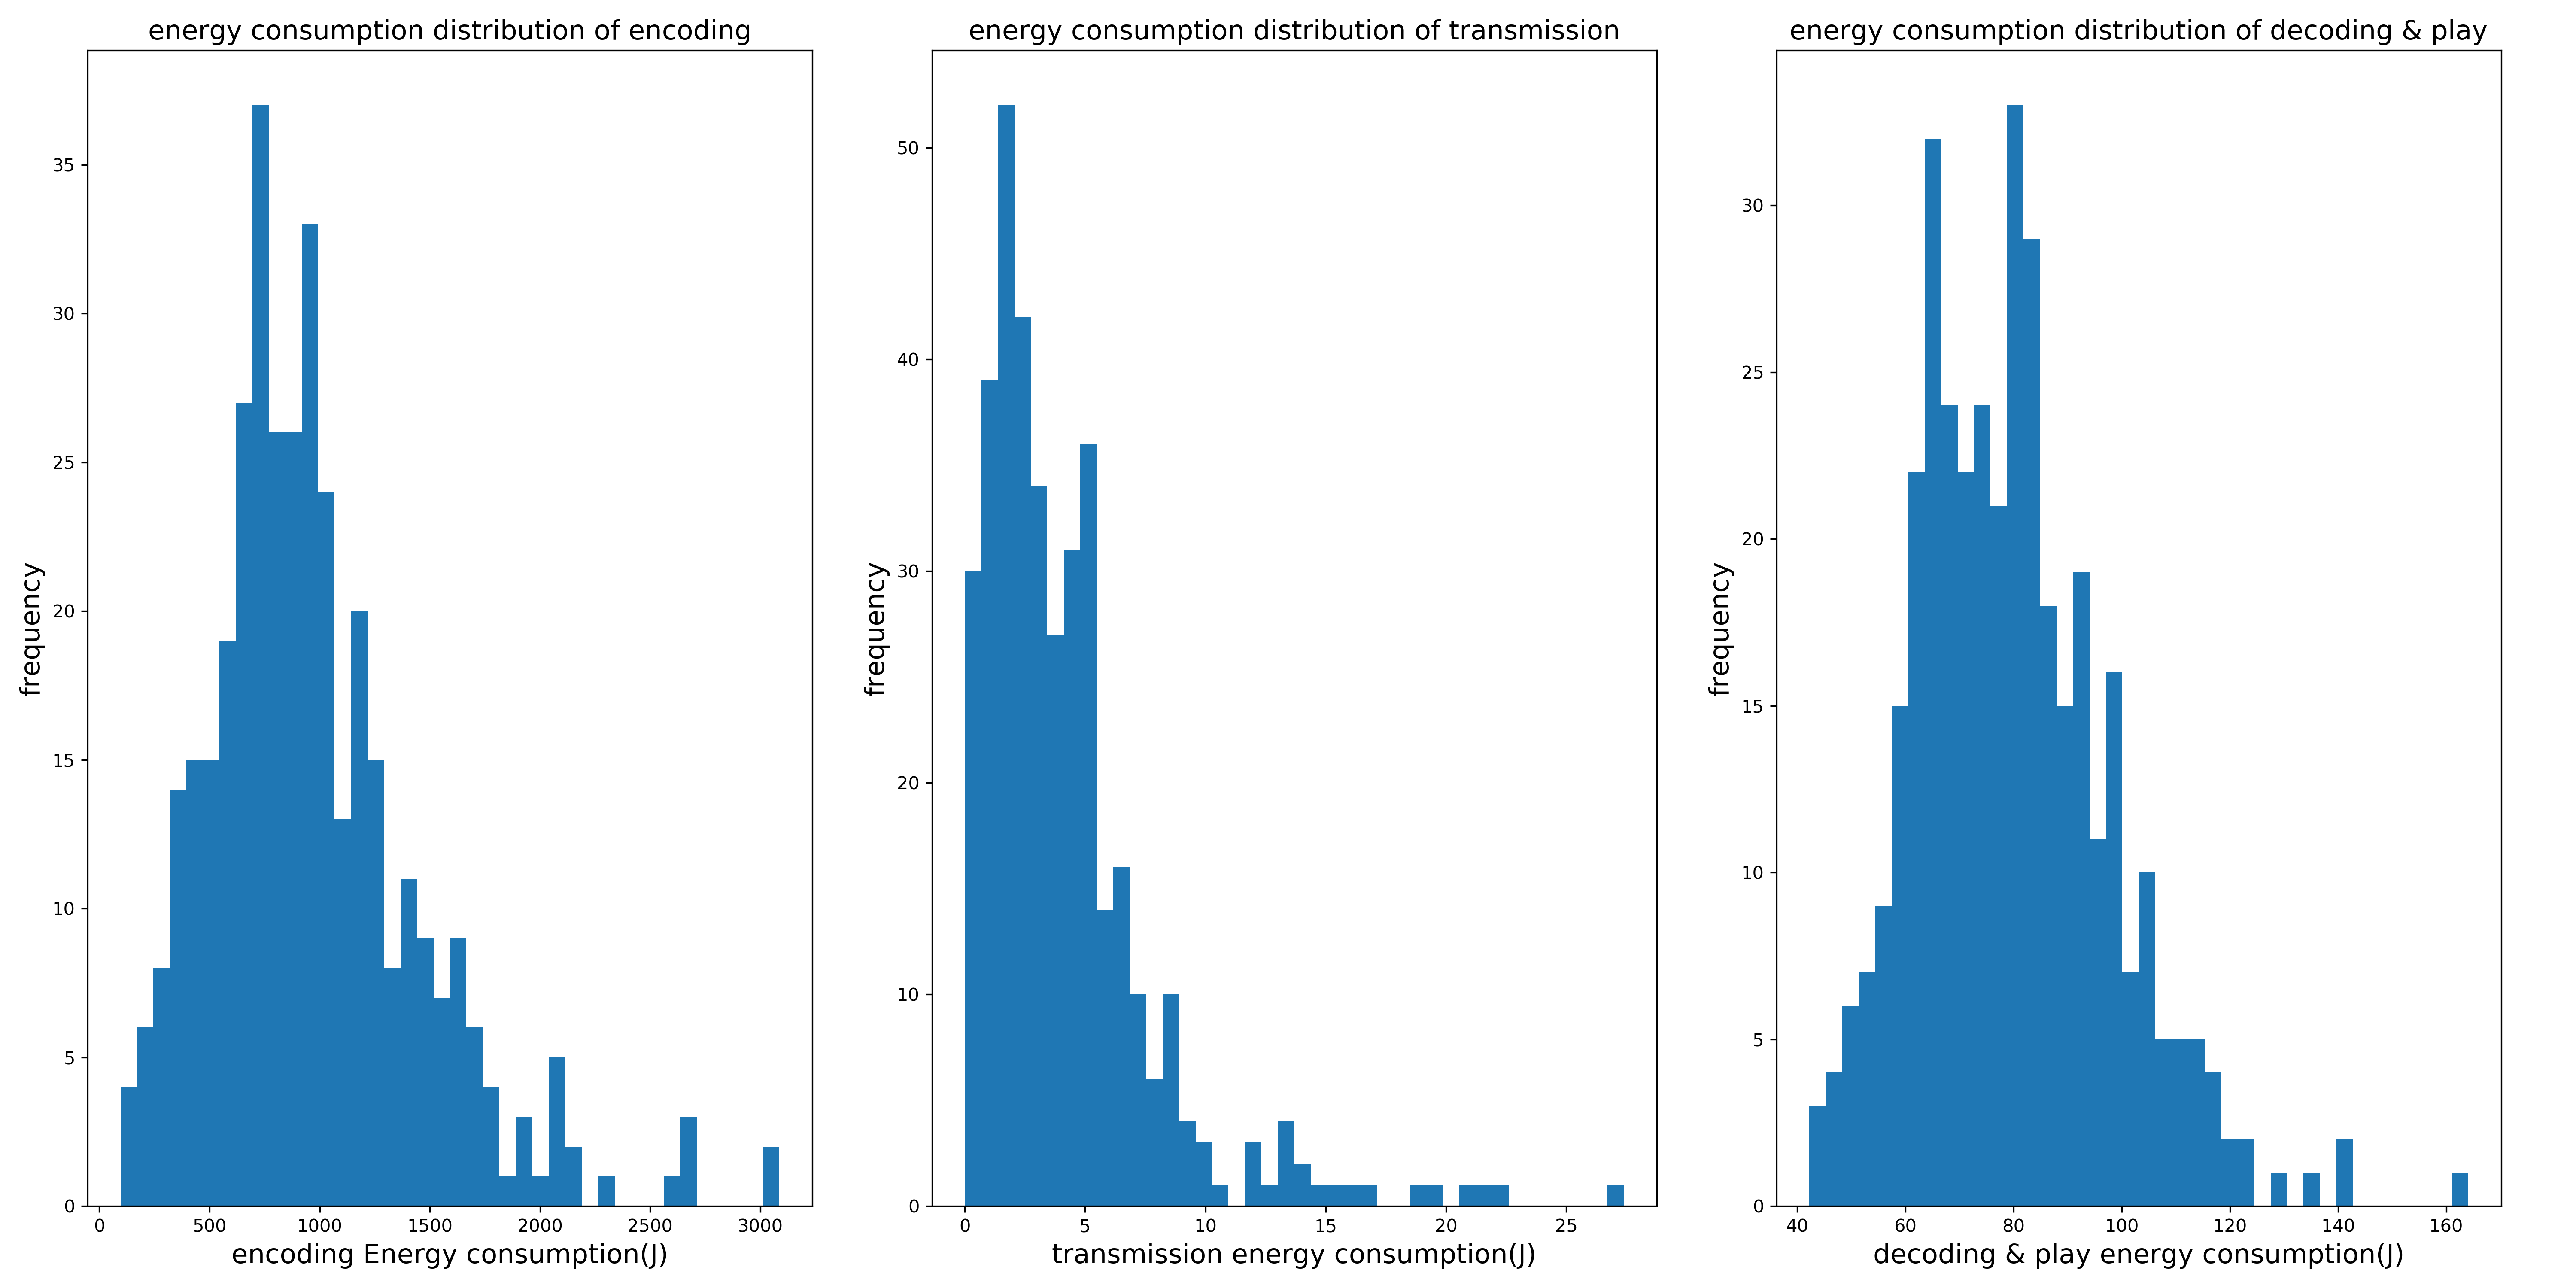 energy consumption distribution of encoding
35
30
25
20
15
10
5
0
frequency
0 500 1000 1500 2000 2500 3000
encoding Energy consumption(J)
energy consumption distribution of transmission
50
40
30
20
10
0
frequency
0 5 10 15 20 25
transmission energy consumption(J)
energy consumption distribution of decoding & play
30
25
20
15
10
5
0
frequency
40 60 80 100 120 140 160
decoding & play energy consumption(J)